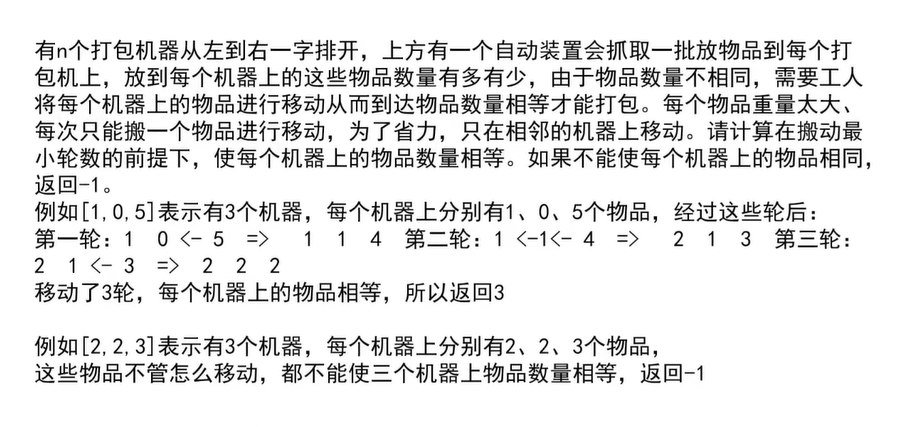 有n个打包机器从左到右一字排开，上方有一个自动装置会抓取一批放物品到每个打
包机上，放到每个机器上的这些物品数量有多有少，由于物品数量不相同，需要工人
将每个机器上的物品进行移动从而到达物品数量相等才能打包。每个物品重量太大、
每次只能搬一个物品进行移动，为了省力，只在相邻的机器上移动。请计算在搬动最
小轮数的前提下，使每个机器上的物品数量相等。如果不能使每个机器上的物品相同，
返回-1。
例如[1,0,5]表示有3个机器，每个机器上分别有1、0、5个物品，经过这些轮后：
第一轮：1 0 <- 5 => 1 1 4 第二轮：1 <-1<- 4 => 2 1 3 第三轮：
2 1 <- 3 => 2 2 2
移动了3轮，每个机器上的物品相等，所以返回3
例如[2,2,3]表示有3个机器，每个机器上分别有2、2、3个物品，
这些物品不管怎么移动，都不能使三个机器上物品数量相等，返回-1